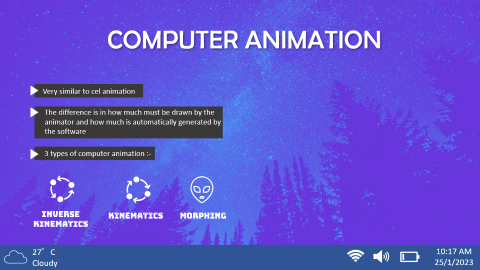 COMPUTER ANIMATION
Very similar to cel animation
The difference is in how much must be drawn by the
animator and how much is automatically generated by
the software
3 types of computer animation :-
INVERSE
KINEMATICS
KINEMATICS
MORPHING
27° C
Cloudy
10:17 AM
25/1/2023